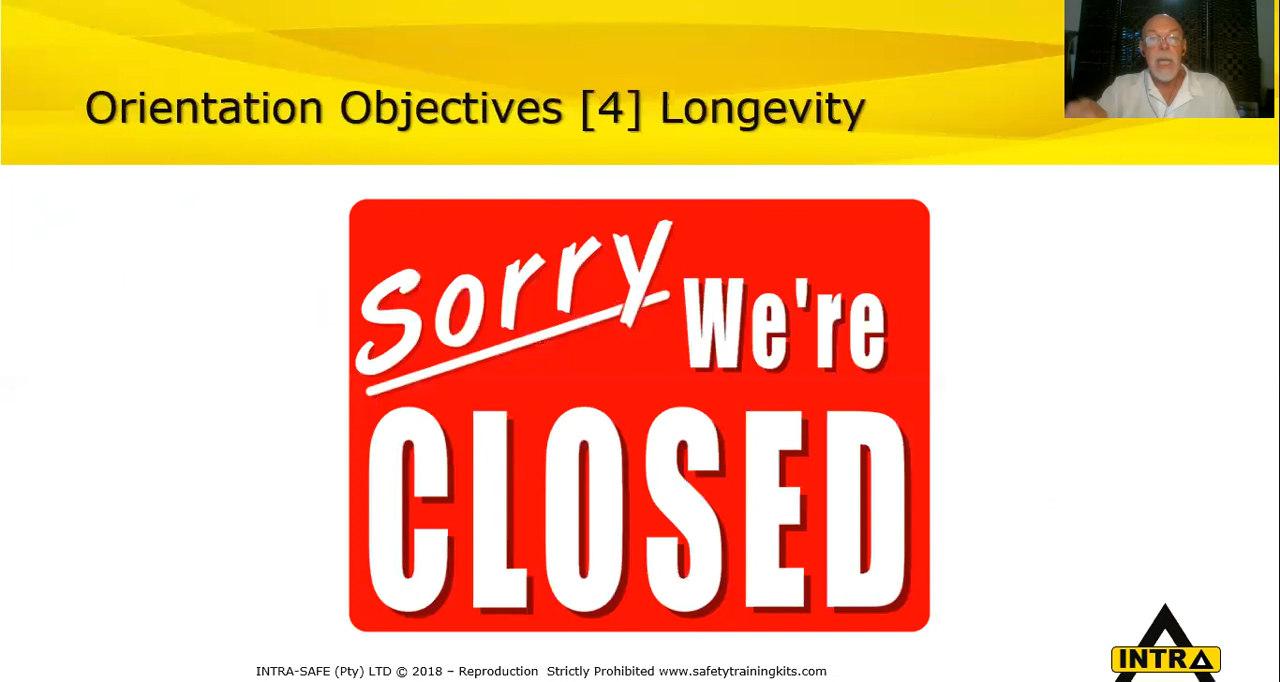 Orientation Objectives [4] Longevity
Sorry We're
CLOSED
INTRA-SAFE (Pty) LTD © 2018 – Reproduction  Strictly Prohibited www.safetytrainingkits.com
INTRA